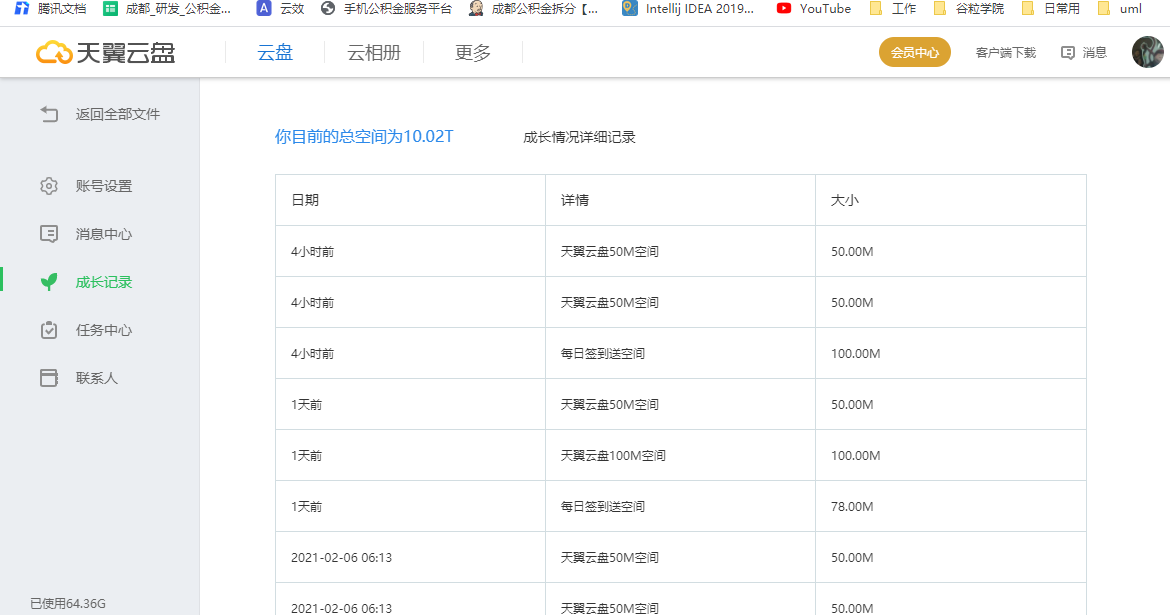 腾讯文档 成都_研发_公积金... 云效 手机公积金服务平台 成都公积金拆分【... Intellij IDEA 2019... YouTube 工作 谷粒学院 日常用 uml
天翼云盘 云盘 云相册 更多 会员中心 客户端下载 消息
返回全部文件
账号设置
消息中心
成长记录
任务中心
联系人
已使用64.36G
你目前的总空间为10.02T 成长情况详细记录
日期 详情 大小
4小时前 天翼云盘50M空间 50.00M
4小时前 天翼云盘50M空间 50.00M
4小时前 每日签到送空间 100.00M
1天前 天翼云盘50M空间 50.00M
1天前 天翼云盘100M空间 100.00M
1天前 每日签到送空间 78.00M
2021-02-06 06:13 天翼云盘50M空间 50.00M
2021-02-06 06:13 天翼云盘50M空间 50.00M